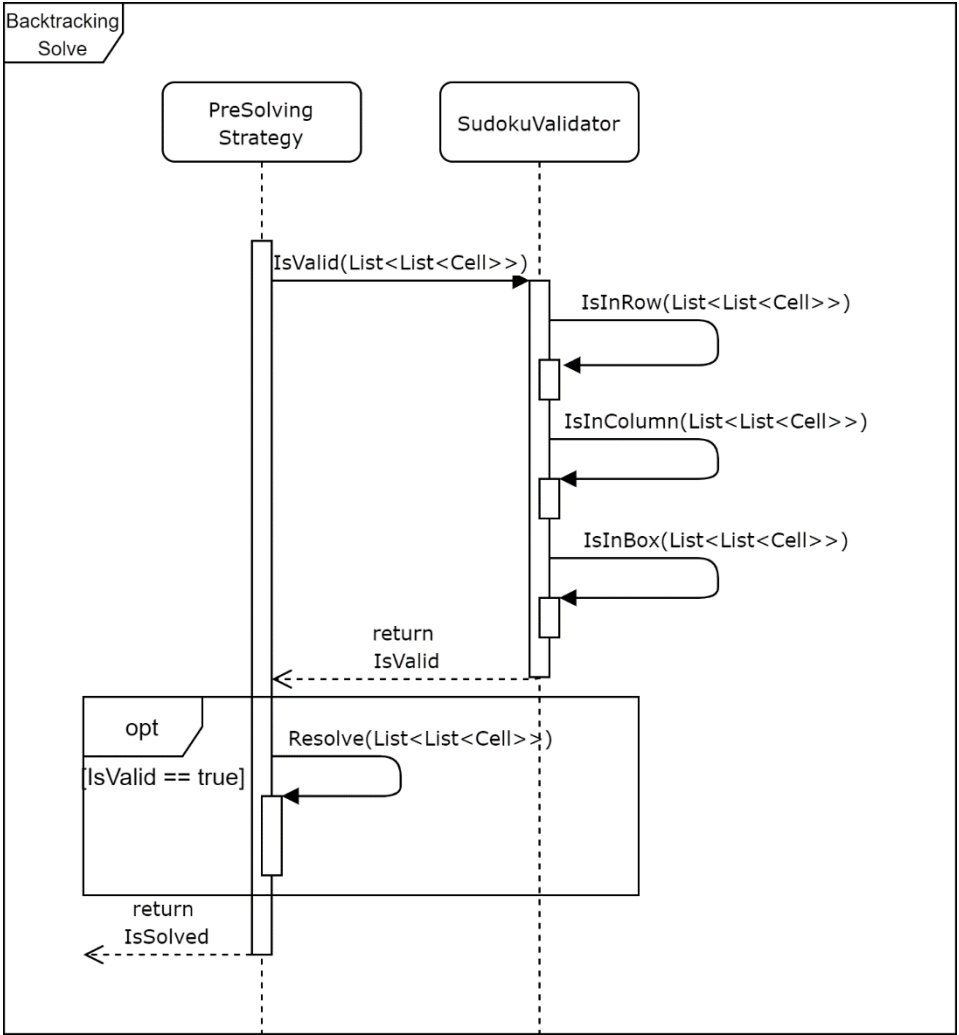 Backtracking
Solve
PreSolving
Strategy
SudokuValidator
IsValid(List<List<Cell>>)
IsInRow(List<List<Cell>>)
IsInColumn(List<List<Cell>>)
IsInBox(List<List<Cell>>)
return
IsValid
opt
Resolve(List<List<Cell>>)
[IsValid == true]
return
IsSolved